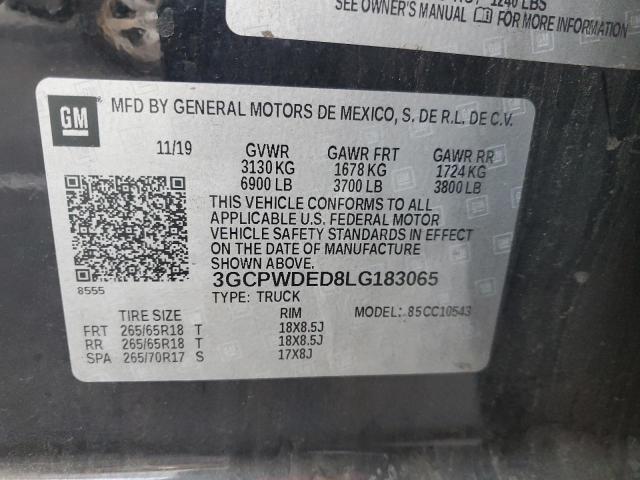 1240 LBS
SEE OWNER'S MANUAL FOR MORE INFORMATION
GM
MFD BY GENERAL MOTORS DE MEXICO, S. DE R.L. DE C.V.
11/19 GVWR GAWR FRT GAWR RR
3130 KG 1678 KG 1724 KG
6900 LB 3700 LB 3800 LB
THIS VEHICLE CONFORMS TO ALL
APPLICABLE U.S. FEDERAL MOTOR
VEHICLE SAFETY STANDARDS IN EFFECT
ON THE DATE OF MANUFACTURE
SHOWN ABOVE.
3GCPWDED8LG183065
8555
TYPE: TRUCK
TIRE SIZE RIM 85CC10543
FRT 265/65R18 T 18X8.5J
RR 265/65R18 T 18X8.5J
SPA 265/70R17 S 17X8J